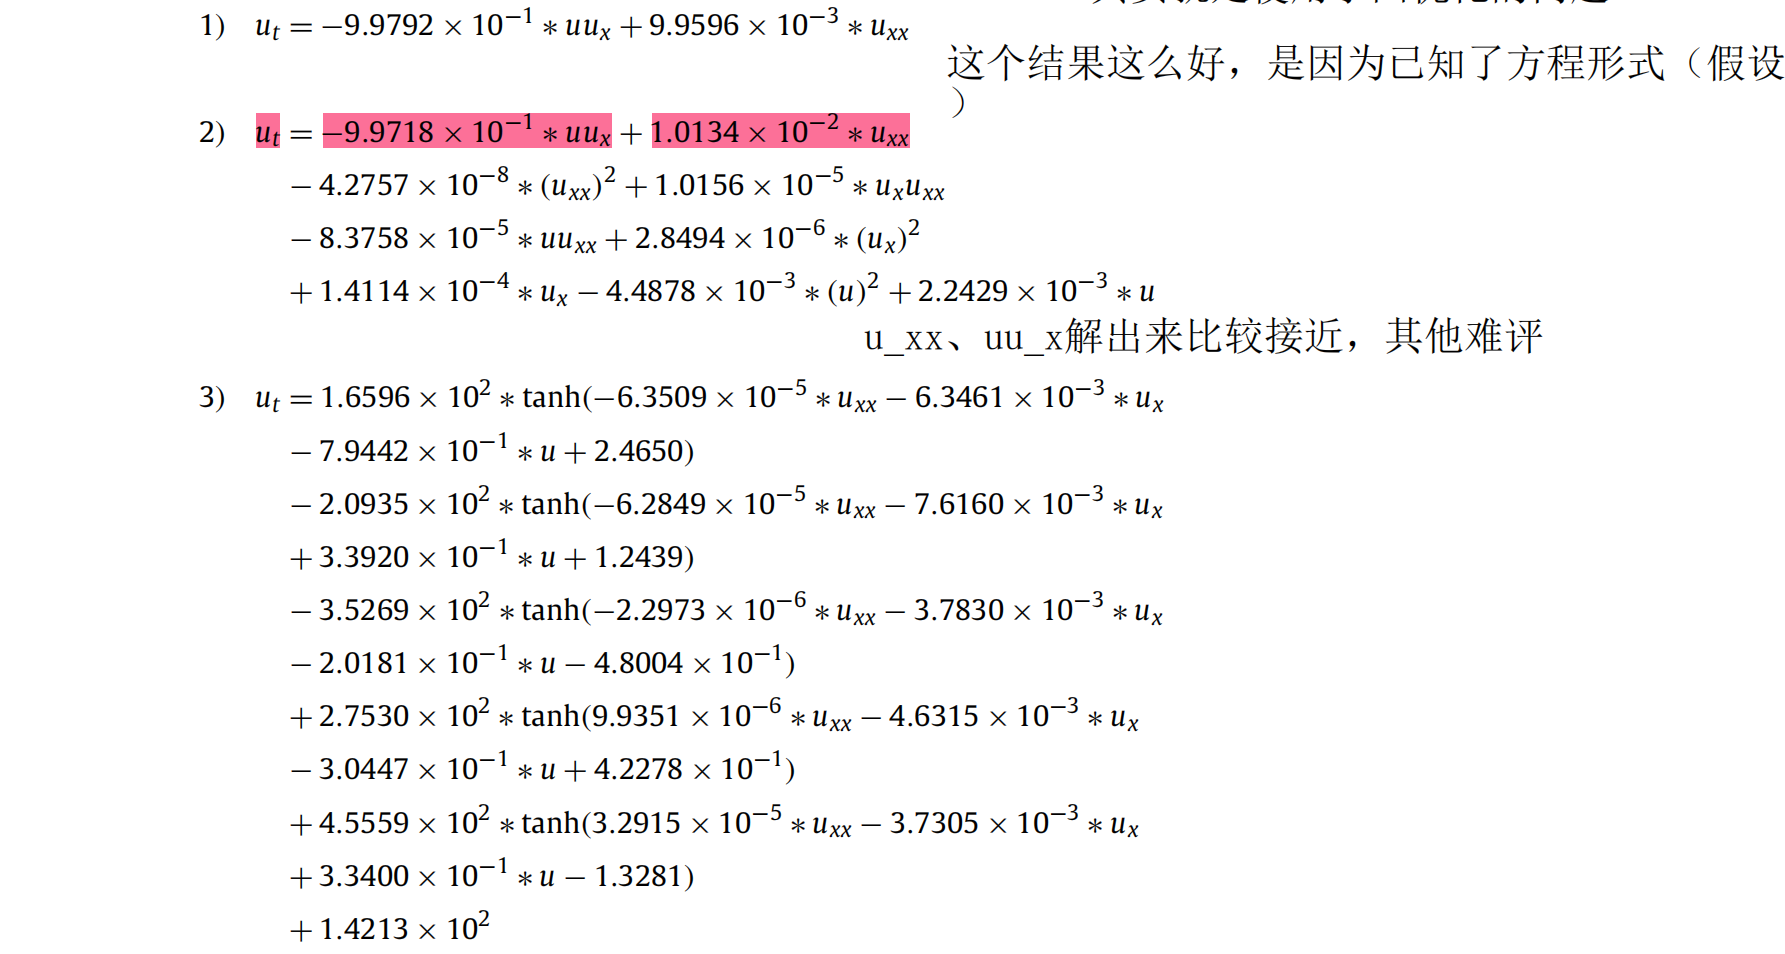 1) u_t = −9.9792 × 10^{−1} ∗ uu_x + 9.9596 × 10^{−3} ∗ u_{xx}
这个结果这么好，是因为已知了方程形式（假设
）
2) u_t = −9.9718 × 10^{−1} ∗ uu_x + 1.0134 × 10^{−2} ∗ u_{xx}
− 4.2757 × 10^{−8} ∗ (u_{xx})^2 + 1.0156 × 10^{−5} ∗ u_x u_{xx}
− 8.3758 × 10^{−5} ∗ uu_{xx} + 2.8494 × 10^{−6} ∗ (u_x)^2
+ 1.4114 × 10^{−4} ∗ u_x − 4.4878 × 10^{−3} ∗ (u)^2 + 2.2429 × 10^{−3} ∗ u
u_xx、uu_x解出来比较接近，其他难评
3) u_t = 1.6596 × 10^2 ∗ tanh(−6.3509 × 10^{−5} ∗ u_{xx} − 6.3461 × 10^{−3} ∗ u_x
− 7.9442 × 10^{−1} ∗ u + 2.4650)
− 2.0935 × 10^2 ∗ tanh(−6.2849 × 10^{−5} ∗ u_{xx} − 7.6160 × 10^{−3} ∗ u_x
+ 3.3920 × 10^{−1} ∗ u + 1.2439)
− 3.5269 × 10^2 ∗ tanh(−2.2973 × 10^{−6} ∗ u_{xx} − 3.7830 × 10^{−3} ∗ u_x
− 2.0181 × 10^{−1} ∗ u − 4.8004 × 10^{−1})
+ 2.7530 × 10^2 ∗ tanh(9.9351 × 10^{−6} ∗ u_{xx} − 4.6315 × 10^{−3} ∗ u_x
− 3.0447 × 10^{−1} ∗ u + 4.2278 × 10^{−1})
+ 4.5559 × 10^2 ∗ tanh(3.2915 × 10^{−5} ∗ u_{xx} − 3.7305 × 10^{−3} ∗ u_x
+ 3.3400 × 10^{−1} ∗ u − 1.3281)
+ 1.4213 × 10^2